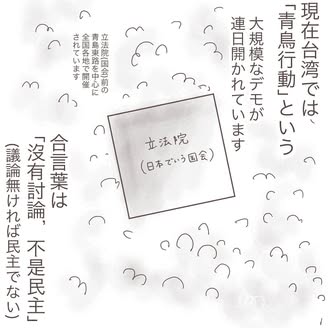 現在台湾では、
「青鳥行動」という
大規模なデモが
連日開かれています
立法院(国会)前の
青島東路を中心に
全国各地で開催
されています
立法院
(日本でいう国会)
合言葉は
「沒有討論，不是民主」
(議論無ければ民主でない)